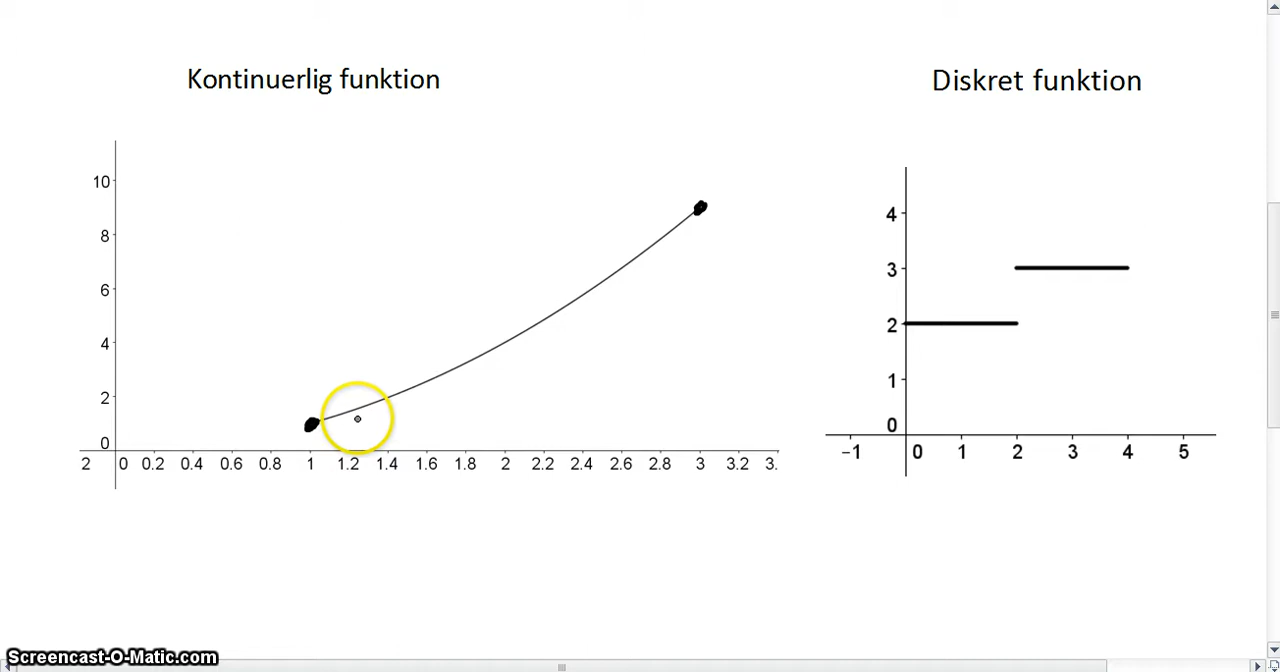 Kontinuerlig funktion
Diskret funktion
10
8
6
4
2
0
2 0 0.2 0.4 0.6 0.8 1 1.2 1.4 1.6 1.8 2 2.2 2.4 2.6 2.8 3 3.2 3.
4
3
2
1
0
−1 0 1 2 3 4 5
Screencast-O-Matic.com